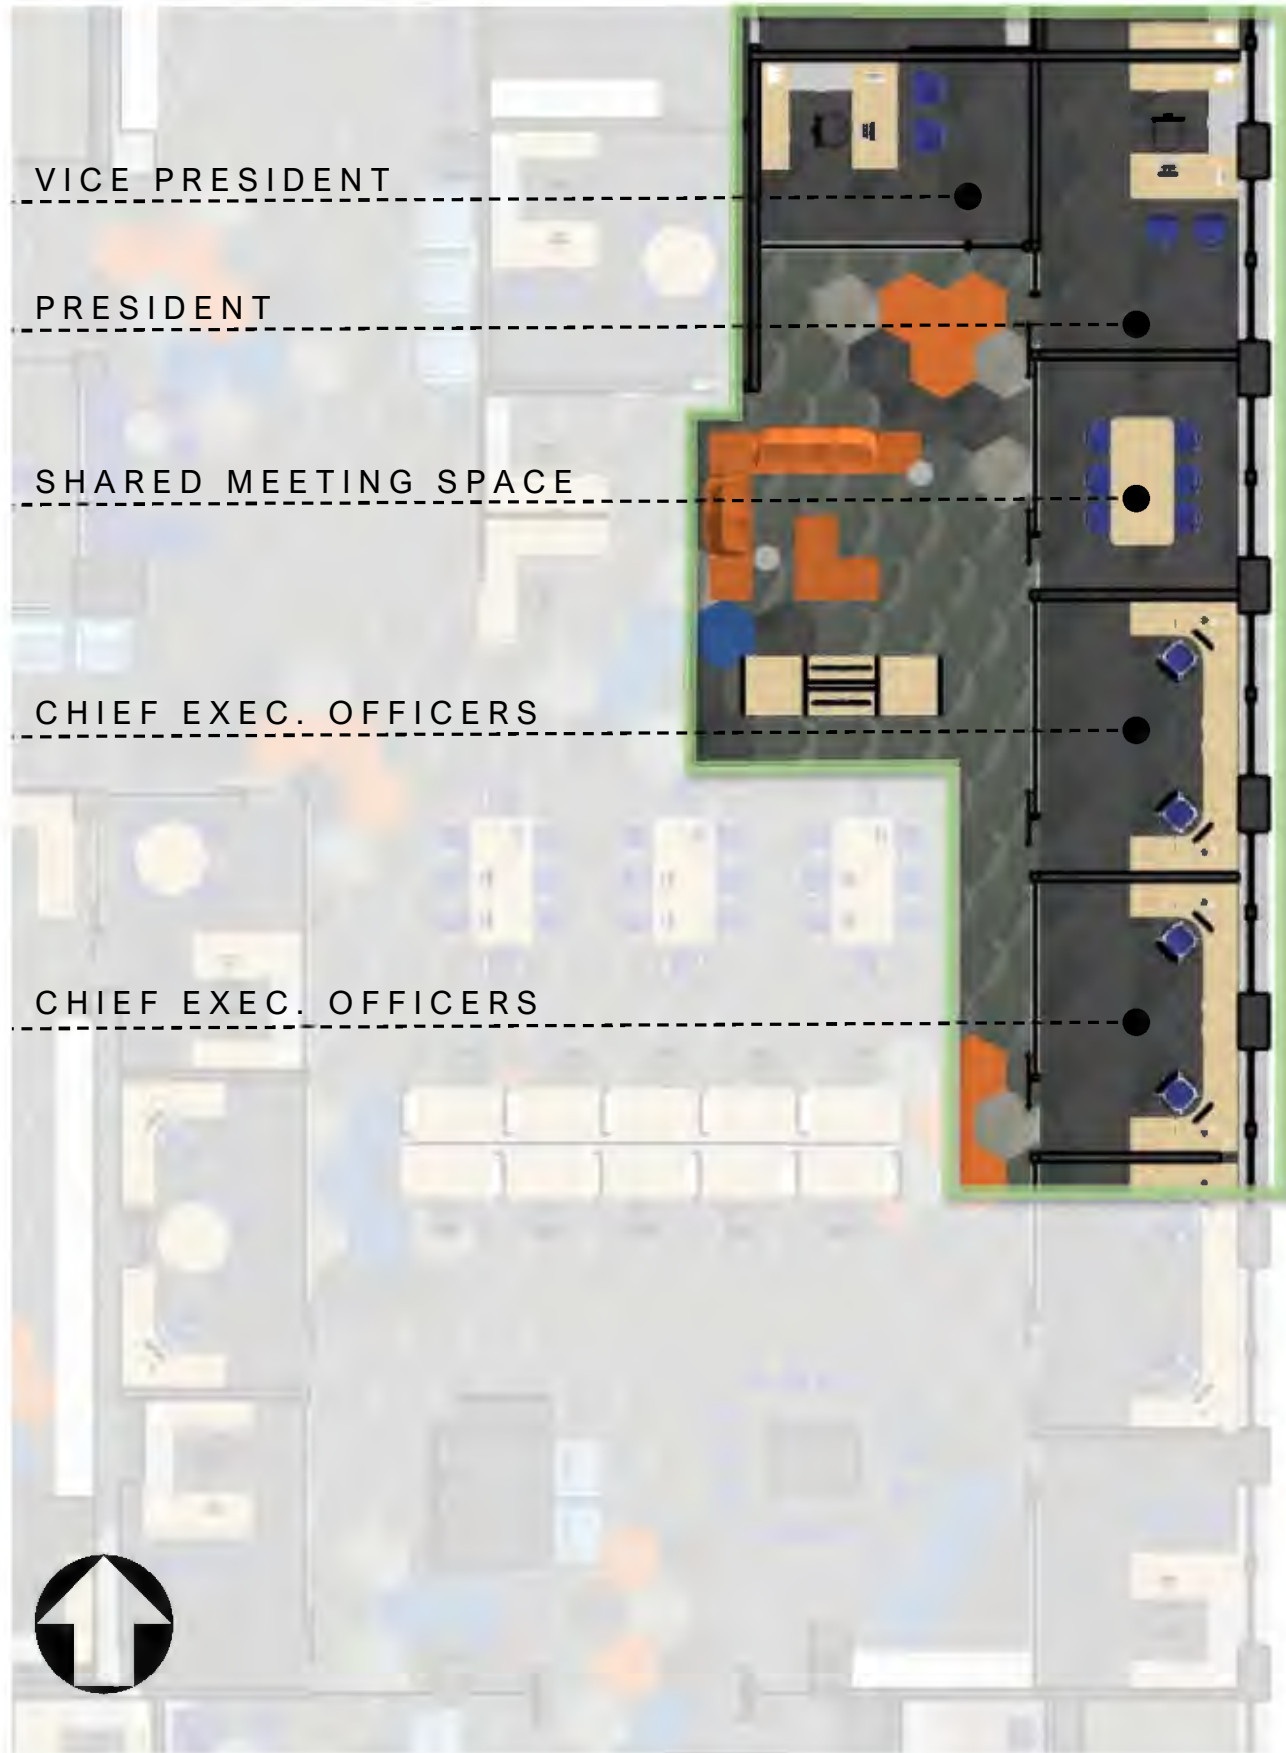 VICE PRESIDENT
PRESIDENT
SHARED MEETING SPACE
CHIEF EXEC. OFFICERS
CHIEF EXEC. OFFICERS